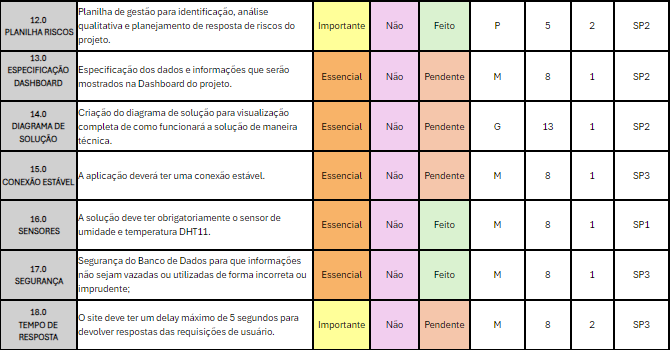 12.0
PLANILHA RISCOS
Planilha de gestão para identificação, análise
qualitativa e planejamento de resposta de riscos do
projeto.
Importante
Não
Feito
P
5
2
SP2
13.0
ESPECIFICAÇÃO
DASHBOARD
Especificação dos dados e informações que serão
mostrados na Dashboard do projeto.
Essencial
Não
Pendente
M
8
1
SP2
14.0
DIAGRAMA DE
SOLUÇÃO
Criação do diagrama de solução para visualização
completa de como funcionará a solução de maneira
técnica.
Essencial
Não
Pendente
G
13
1
SP2
15.0
CONEXÃO ESTÁVEL
A aplicação deverá ter uma conexão estável.
Essencial
Não
Pendente
M
8
1
SP3
16.0
SENSORES
A solução deve ter obrigatoriamente o sensor de
umidade e temperatura DHT11.
Essencial
Não
Feito
M
8
1
SP1
17.0
SEGURANÇA
Segurança do Banco de Dados para que informações
não sejam vazadas ou utilizadas de forma incorreta ou
imprudente;
Essencial
Não
Feito
M
8
1
SP3
18.0
TEMPO DE
RESPOSTA
O site deve ter um delay máximo de 5 segundos para
devolver respostas das requisições de usuário.
Importante
Não
Pendente
M
8
2
SP3